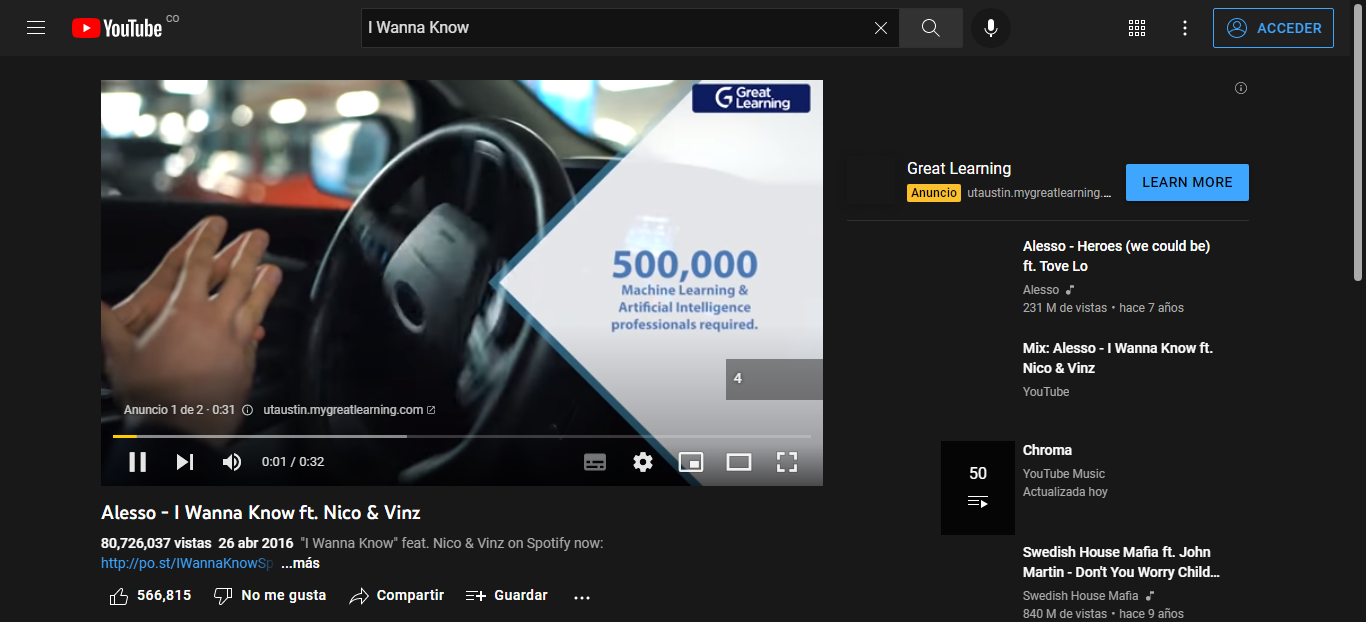 YouTube CO
I Wanna Know
ACCEDER
Great
Learning
500,000
Machine Learning &
Artificial Intelligence
professionals required.
4
Anuncio 1 de 2 · 0:31
utaustin.mygreatlearning.com
0:01 / 0:32
Alesso - I Wanna Know ft. Nico & Vinz
80,726,037 vistas 26 abr 2016 "I Wanna Know" feat. Nico & Vinz on Spotify now:
http://po.st/IWannaKnowSp ...más
566,815 No me gusta Compartir Guardar ...
Great Learning
Anuncio utaustin.mygreatlearning....
LEARN MORE
Alesso - Heroes (we could be)
ft. Tove Lo
Alesso
231 M de vistas • hace 7 años
Mix: Alesso - I Wanna Know ft.
Nico & Vinz
YouTube
50
Chroma
YouTube Music
Actualizada hoy
Swedish House Mafia ft. John
Martin - Don't You Worry Child...
Swedish House Mafia
840 M de vistas • hace 9 años